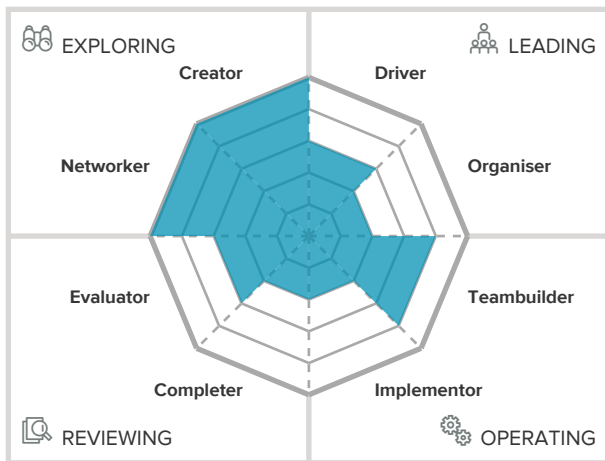 EXPLORING
LEADING
Creator
Driver
Networker
Organiser
Evaluator
Teambuilder
Completer
Implementor
REVIEWING
OPERATING